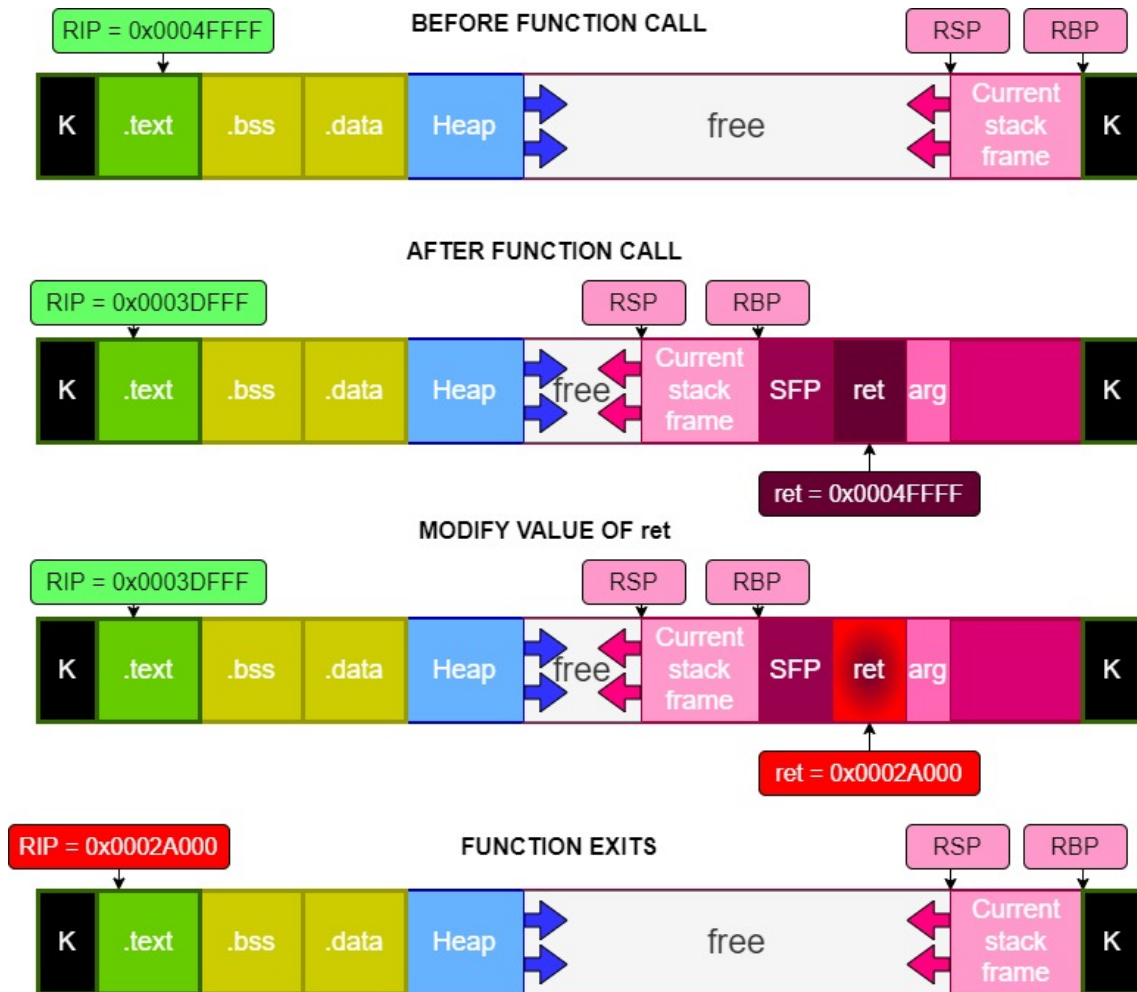 BEFORE FUNCTION CALL
RIP = 0x0004FFFF
RSP
RBP
K
.text
.bss
.data
Heap
free
Current
stack
frame
K
AFTER FUNCTION CALL
RIP = 0x0003DFFF
RSP
RBP
K
.text
.bss
.data
Heap
free
Current
stack
frame
SFP
ret
arg
K
ret = 0x0004FFFF
MODIFY VALUE OF ret
RIP = 0x0003DFFF
RSP
RBP
K
.text
.bss
.data
Heap
free
Current
stack
frame
SFP
ret
arg
K
ret = 0x0002A000
FUNCTION EXITS
RIP = 0x0002A000
RSP
RBP
K
.text
.bss
.data
Heap
free
Current
stack
frame
K